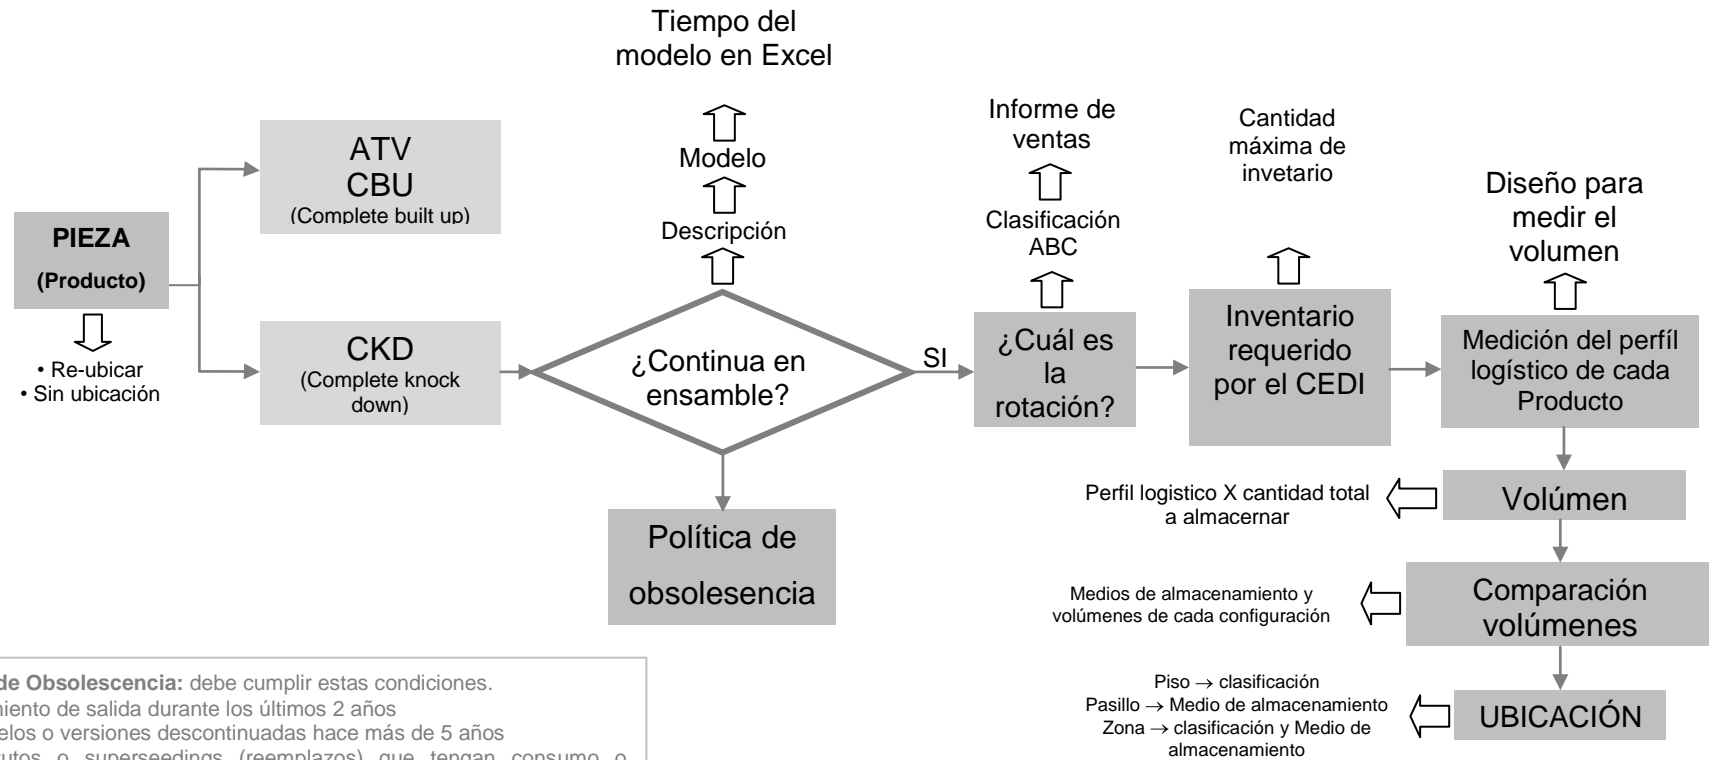 Tiempo del
modelo en Excel
Modelo
Descripción
ATV
CBU
(Complete built up)
PIEZA
(Producto)
• Re-ubicar
• Sin ubicación
CKD
(Complete knock
down)
¿Continua en
ensamble?
SI
Política de
obsolesencia
Informe de
ventas
Clasificación
ABC
¿Cuál es
la
rotación?
Cantidad
máxima de
invetario
Inventario
requerido
por el CEDI
Diseño para
medir el
volumen
Medición del perfíl
logístico de cada
Producto
Perfil logistico X cantidad total
a almacernar
Volúmen
Medios de almacenamiento y
volúmenes de cada configuración
Comparación
volúmenes
Piso → clasificación
Pasillo → Medio de almacenamiento
Zona → clasificación y Medio de
almacenamiento
UBICACIÓN
de Obsolescencia: debe cumplir estas condiciones.
miento de salida durante los últimos 2 años
elos o versiones descontinuadas hace más de 5 años
utos o superseedings (reemplazos) que tengan consumo o